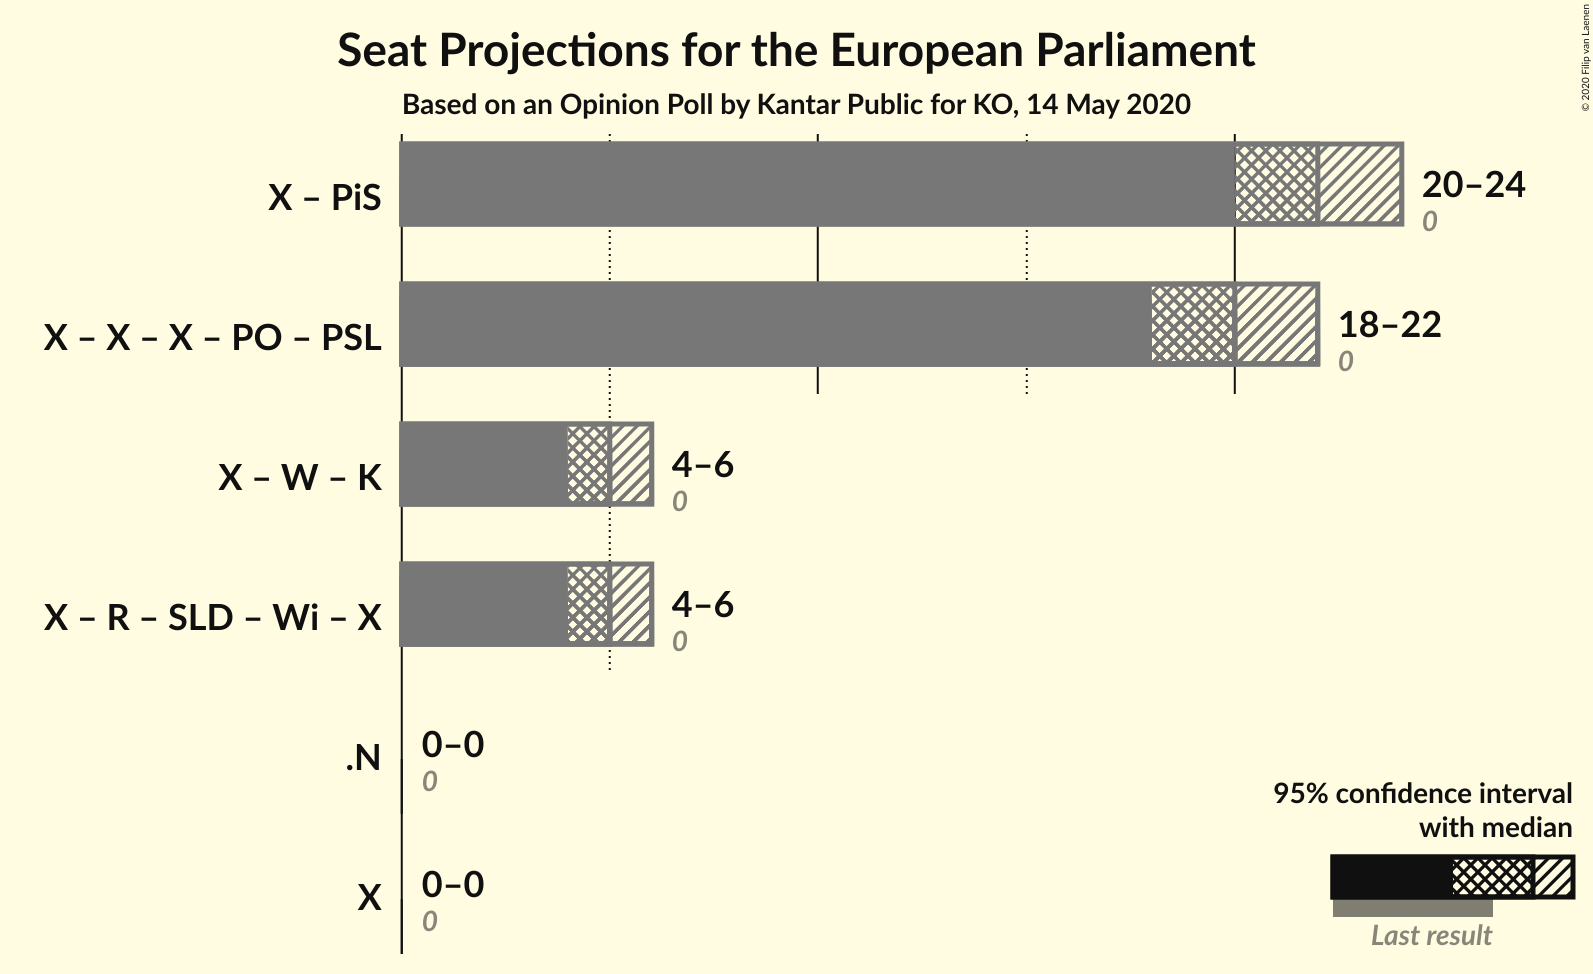 Seat Projections for the European Parliament
Based on an Opinion Poll by Kantar Public for KO, 14 May 2020
© 2020 Filip van Laenen
X – PiS
20–24
0
X – X – X – PO – PSL
18–22
0
X – W – K
4–6
0
X – R – SLD – Wi – X
4–6
0
.N
0–0
0
X
0–0
0
95% confidence interval
with median
Last result